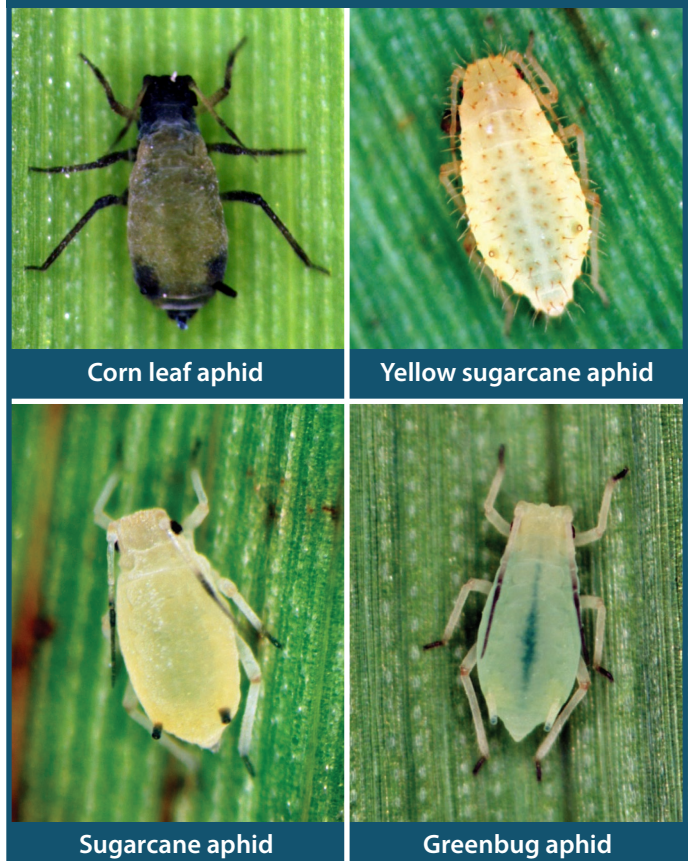 Corn leaf aphid
Yellow sugarcane aphid
Sugarcane aphid
Greenbug aphid